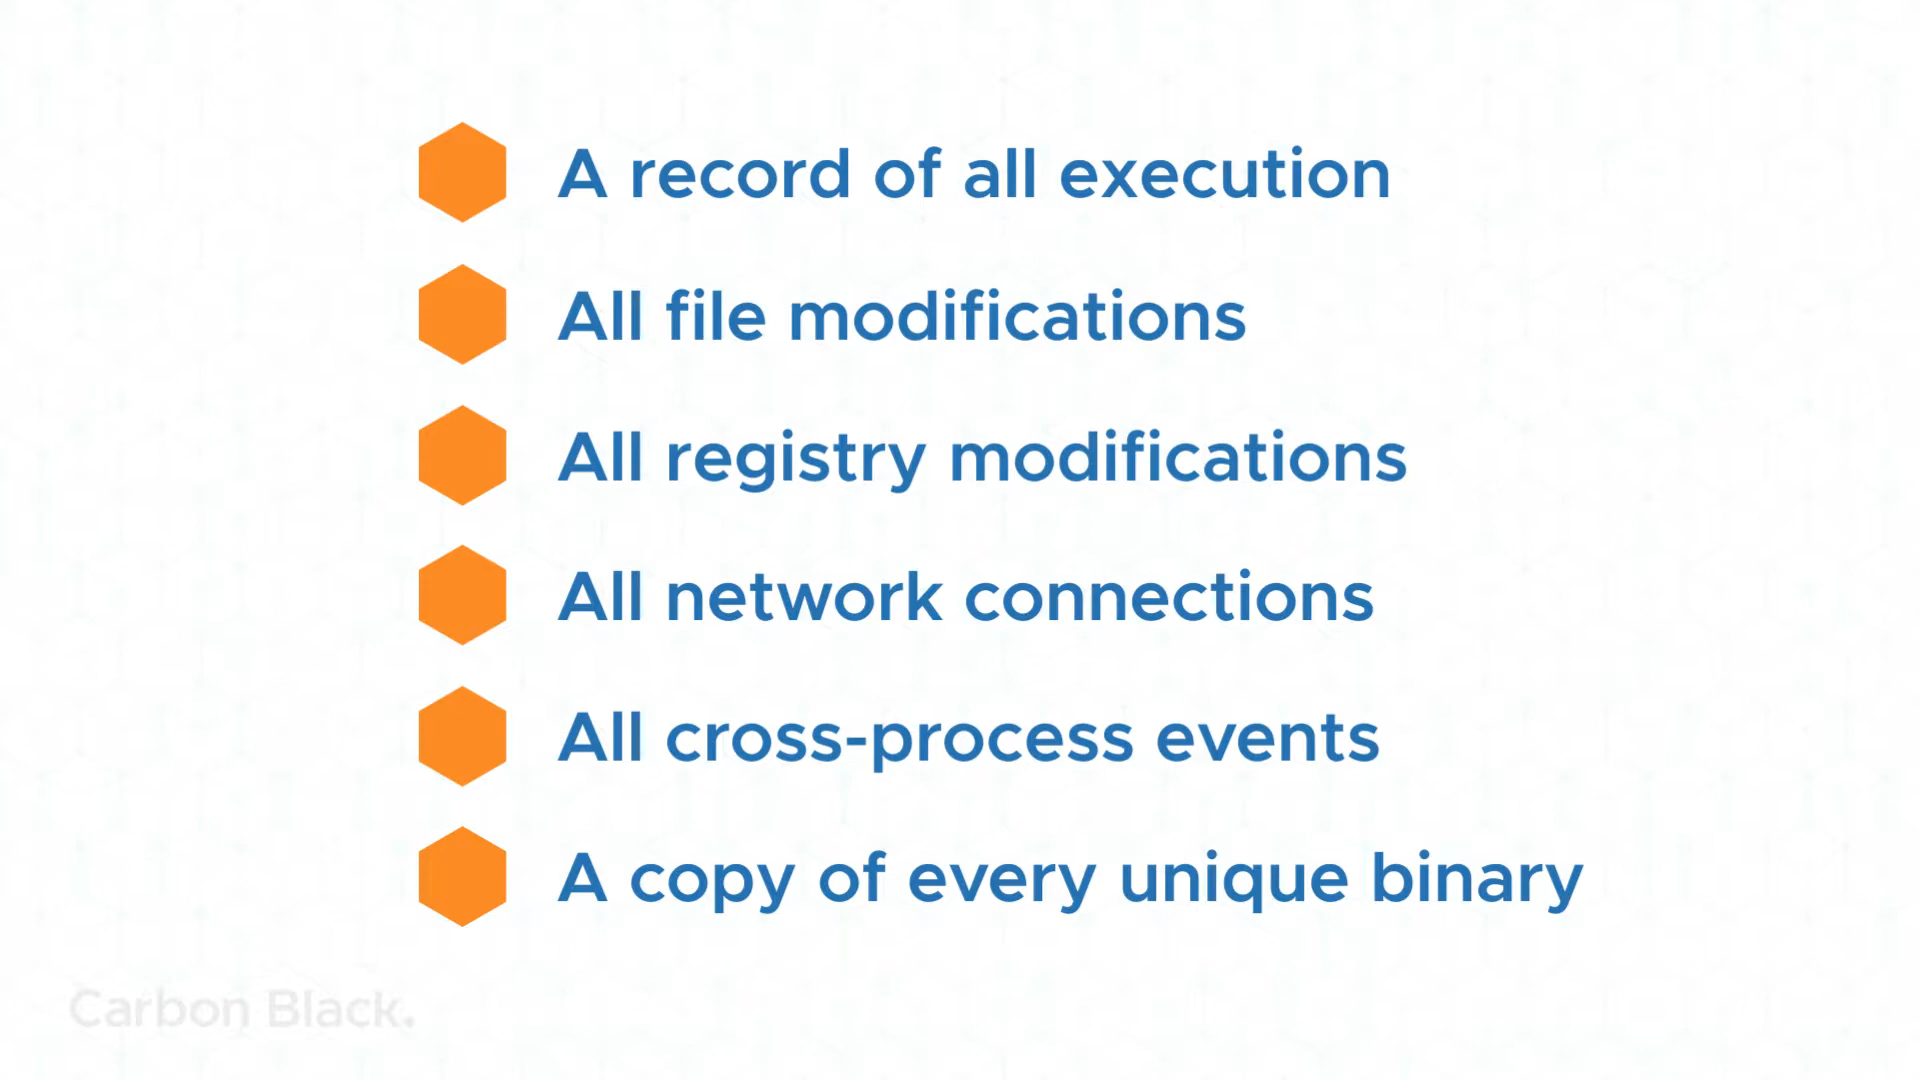 A record of all execution
All file modifications
All registry modifications
All network connections
All cross-process events
A copy of every unique binary
Carbon Black.